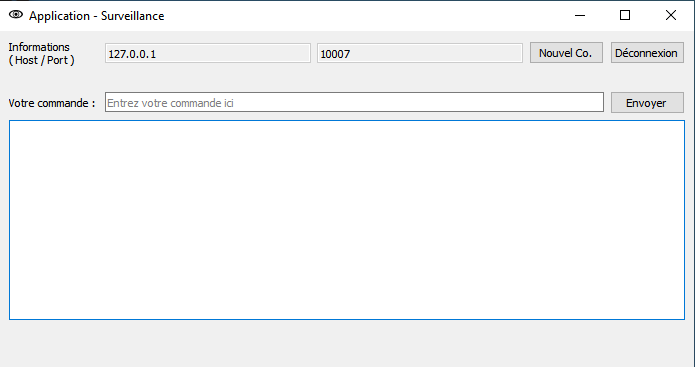 Application - Surveillance
Informations
( Host / Port )
127.0.0.1
10007
Nouvel Co.
Déconnexion
Votre commande :
Entrez votre commande ici
Envoyer